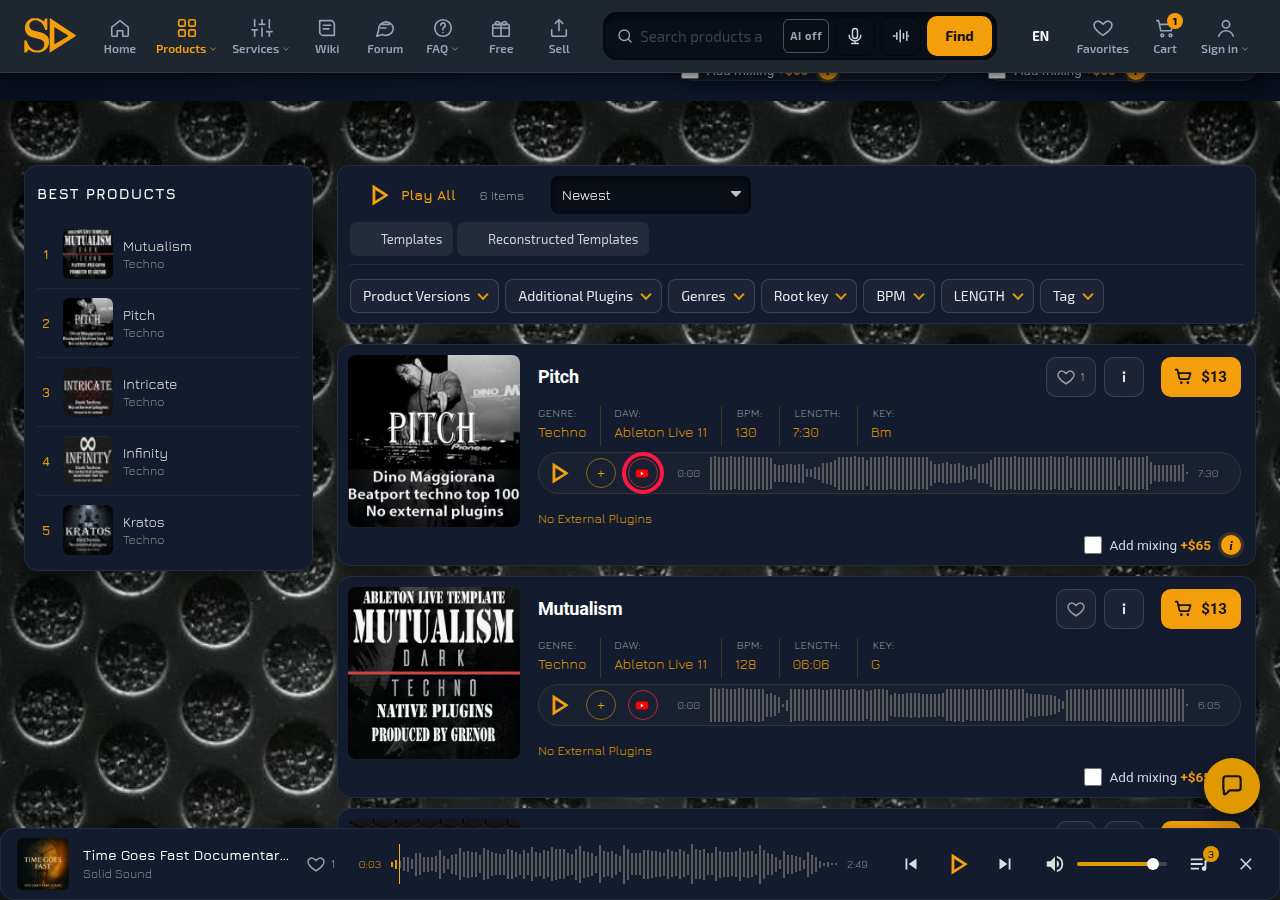 Home
Products
Services
Wiki
Forum
FAQ
Free
Sell
Search products a
AI off
Find
EN
Favorites
1
Cart
Sign in
BEST PRODUCTS
1
Mutualism
Techno
2
Pitch
Techno
3
Intricate
Techno
4
Infinity
Techno
5
Kratos
Techno
Play All
6 items
Newest
Templates
Reconstructed Templates
Product Versions
Additional Plugins
Genres
Root key
BPM
LENGTH
Tag
PITCH
Dino Maggiorana
Beatport techno top 100
No external plugins
Pitch
1
i
$13
GENRE:
Techno
DAW:
Ableton Live 11
BPM:
130
LENGTH:
7:30
KEY:
Bm
+
0:00
7:30
No External Plugins
Add mixing +$65
i
ABLETON LIVE TEMPLATE
MUTUALISM
DARK
TECHNO
NATIVE PLUGINS
PRODUCED BY GRENOR
Mutualism
i
$13
GENRE:
Techno
DAW:
Ableton Live 11
BPM:
128
LENGTH:
06:06
KEY:
G
+
0:00
6:05
No External Plugins
Add mixing
TIME GOES
FAST
Time Goes Fast Documentar...
Solid Sound
1
0:03
2:49
3